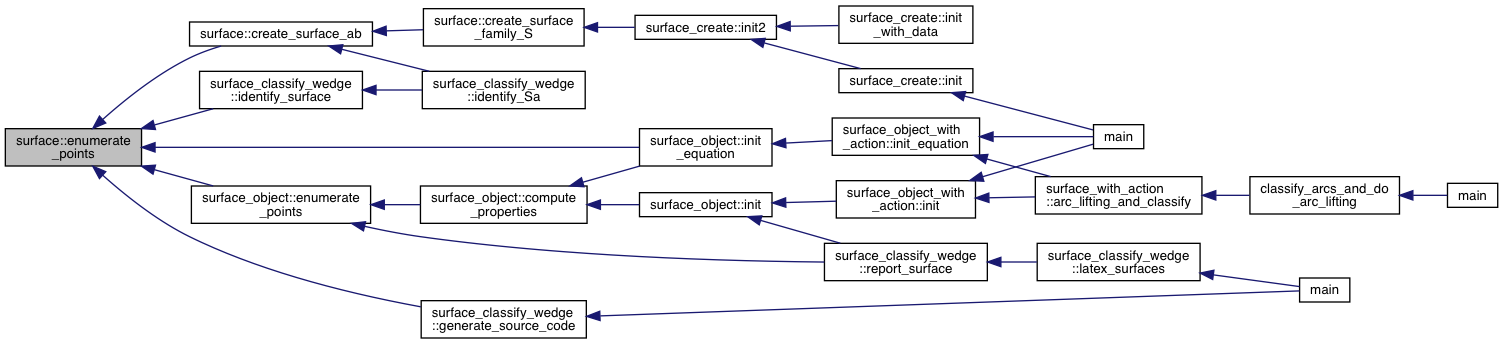 surface::enumerate
_points
surface::create_surface_ab
surface_classify_wedge
::identify_surface
surface_object::enumerate
_points
surface::create_surface
_family_S
surface_classify_wedge
::identify_Sa
surface_object::compute
_properties
surface_classify_wedge
::generate_source_code
surface_create::init2
surface_object::init
_equation
surface_object::init
surface_create::init
_with_data
surface_create::init
surface_object_with
_action::init_equation
surface_object_with
_action::init
surface_classify_wedge
::report_surface
main
surface_with_action
::arc_lifting_and_classify
surface_classify_wedge
::latex_surfaces
classify_arcs_and_do
_arc_lifting
main
main